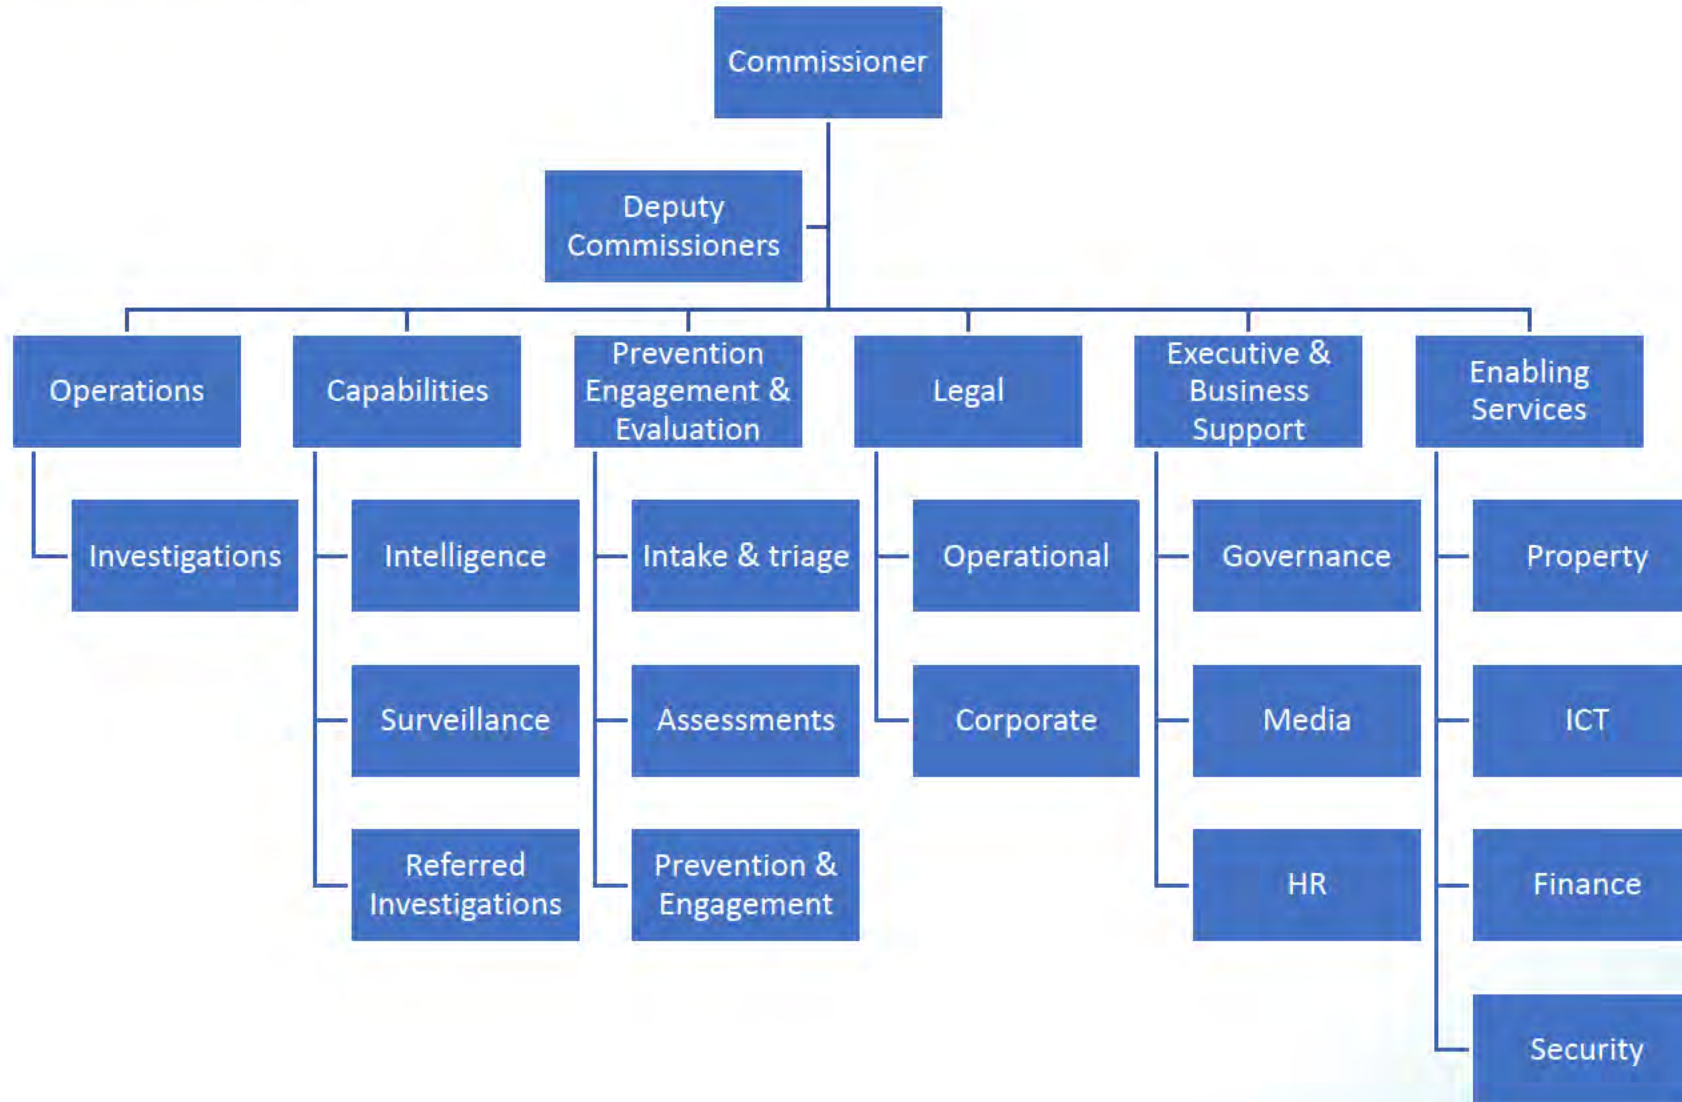 Commissioner
Deputy
Commissioners
Operations
Capabilities
Prevention
Engagement &
Evaluation
Legal
Executive &
Business
Support
Enabling
Services
Investigations
Intelligence
Intake & triage
Operational
Governance
Property
Surveillance
Assessments
Corporate
Media
ICT
Referred
Investigations
Prevention &
Engagement
HR
Finance
Security